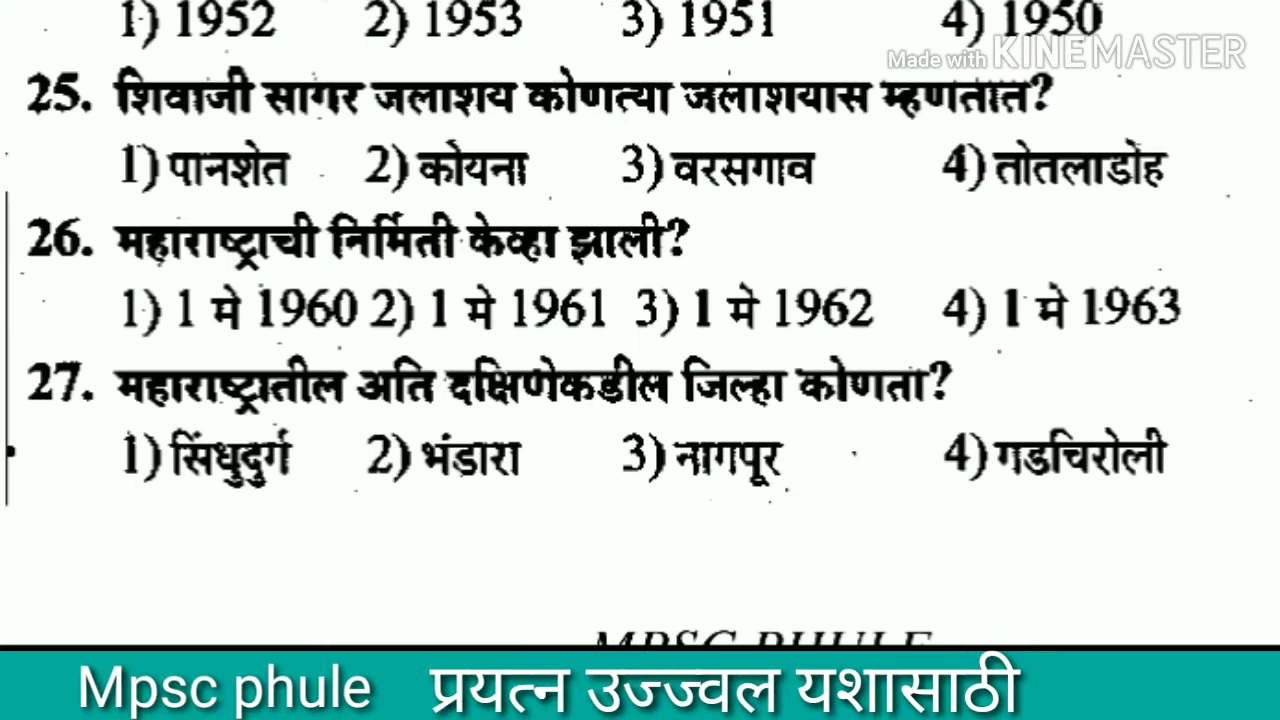 1) 1952 2) 1953 3) 1951 4) 1950
Made with KINEMASTER
25. शिवाजी सागर जलाशय कोणत्या जलाशयास म्हणतात?
1) पानशेत 2) कोयना 3) वरसगाव 4) तोतलाडोह
26. महाराष्ट्राची निर्मिती केव्हा झाली?
1) 1 मे 1960 2) 1 मे 1961 3) 1 मे 1962 4) 1 मे 1963
27. महाराष्ट्रातील अति दक्षिणेकडील जिल्हा कोणता?
1) सिंधुदुर्ग 2) भंडारा 3) नागपूर 4) गडचिरोली
MPSC PHULE
Mpsc phule प्रयत्न उज्ज्वल यशासाठी